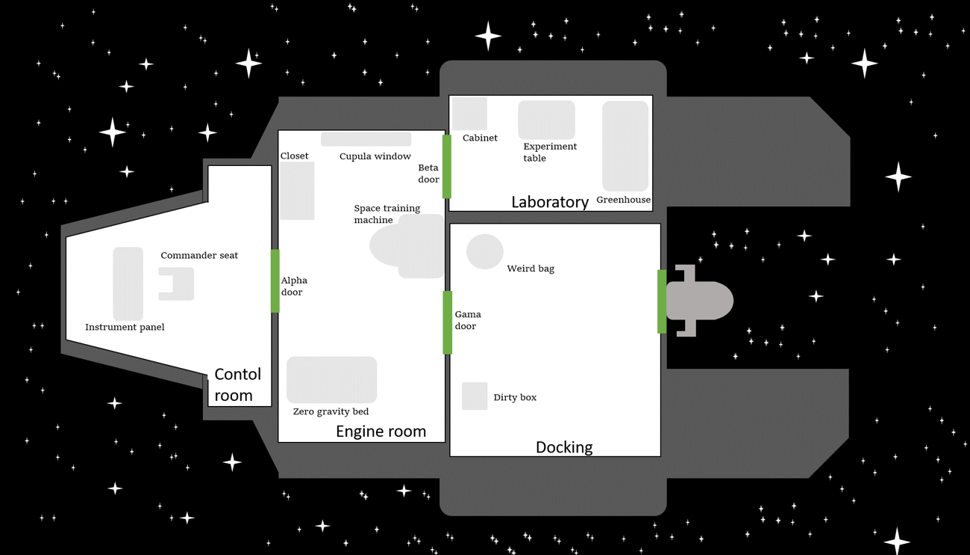 Commander seat
Instrument panel
Contol
room
Alpha
door
Closet
Cupula window
Space training
machine
Zero gravity bed
Engine room
Beta
door
Cabinet
Experiment
table
Greenhouse
Laboratory
Gama
door
Weird bag
Dirty box
Docking